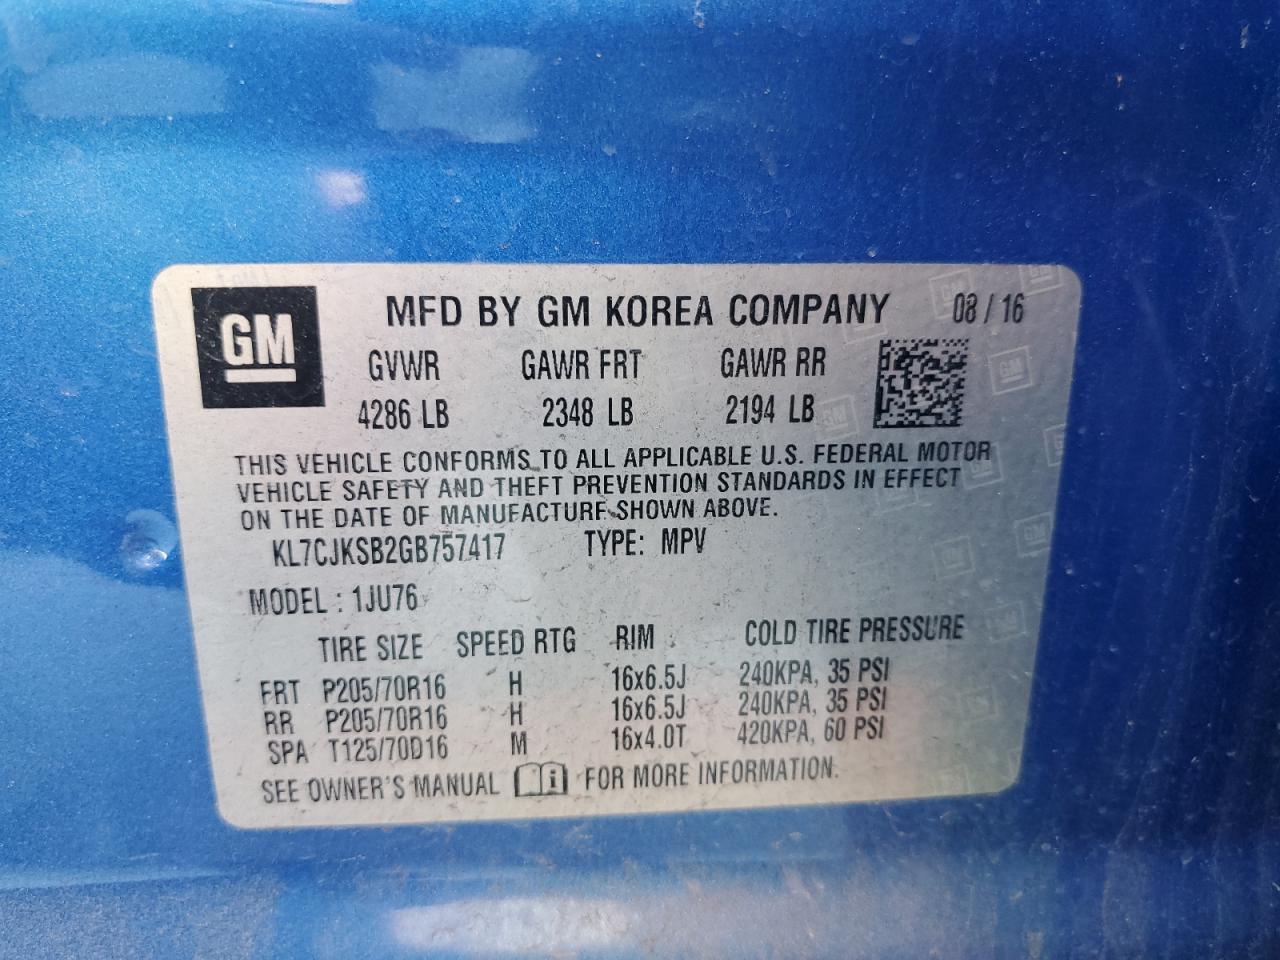 GM
MFD BY GM KOREA COMPANY 08 / 16
GVWR GAWR FRT GAWR RR
4286 LB 2348 LB 2194 LB
THIS VEHICLE CONFORMS TO ALL APPLICABLE U.S. FEDERAL MOTOR
VEHICLE SAFETY AND THEFT PREVENTION STANDARDS IN EFFECT
ON THE DATE OF MANUFACTURE SHOWN ABOVE.
KL7CJKSB2GB757417 TYPE: MPV
MODEL : 1JU76
TIRE SIZE SPEED RTG RIM COLD TIRE PRESSURE
FRT P205/70R16 H 16x6.5J 240KPA, 35 PSI
RR P205/70R16 H 16x6.5J 240KPA, 35 PSI
SPA T125/70D16 M 16x4.0T 420KPA, 60 PSI
SEE OWNER'S MANUAL i FOR MORE INFORMATION.